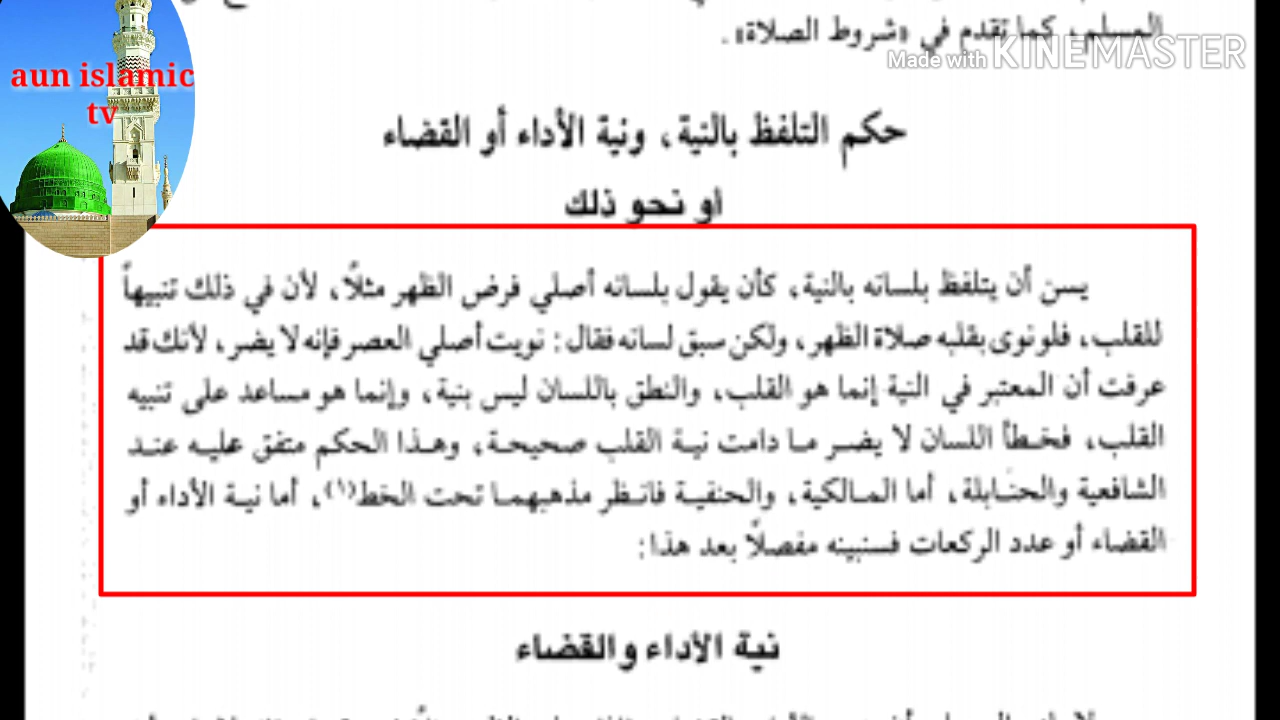 المسلم، كما تقدم في «شروط الصلاة».
Made with KINEMASTER
aun islamic
tv
حكم التلفظ بالنية، ونية الأداء أو القضاء
أو نحو ذلك
يسن أن يتلفظ بلسانه بالنية، كأن يقول بلسانه أصلي فرض الظهر مثلاً، لأن في ذلك تنبيهاً
للقلب، فلو نوى بقلبه صلاة الظهر، ولكن سبق لسانه فقال: نويت أصلي العصر فإنه لا يضر، لأنك قد
عرفت أن المعتبر في النية إنما هو القلب، والنطق باللسان ليس بنية، وإنما هو مساعد على تنبيه
القلب، فخطأ اللسان لا يضر ما دامت نية القلب صحيحة، وهذا الحكم متفق عليه عند
الشافعية والحنابلة، أما المالكية، والحنفية فانظر مذهبهما تحت الخط(١)، أما نية الأداء أو
القضاء أو عدد الركعات فسنبينه مفصلاً بعد هذا:
نية الأداء والقضاء